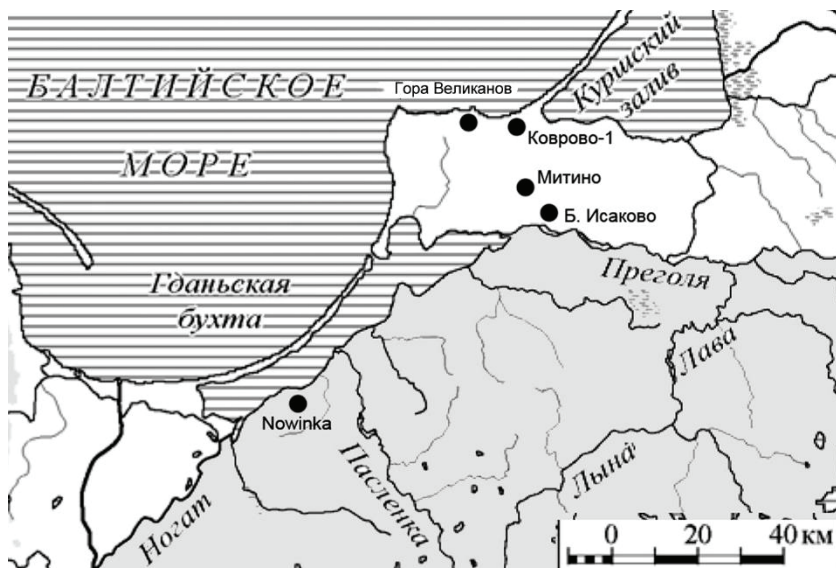 БАЛТИЙСКОЕ
МОРЕ
Гора Великанов
Куршский
залив
Коврово-1
Митино
Б. Исаково
Гданьская
бухта
Преголя
Лава
Nowinka
Пасленка
Лына
Ногат
0 20 40 км